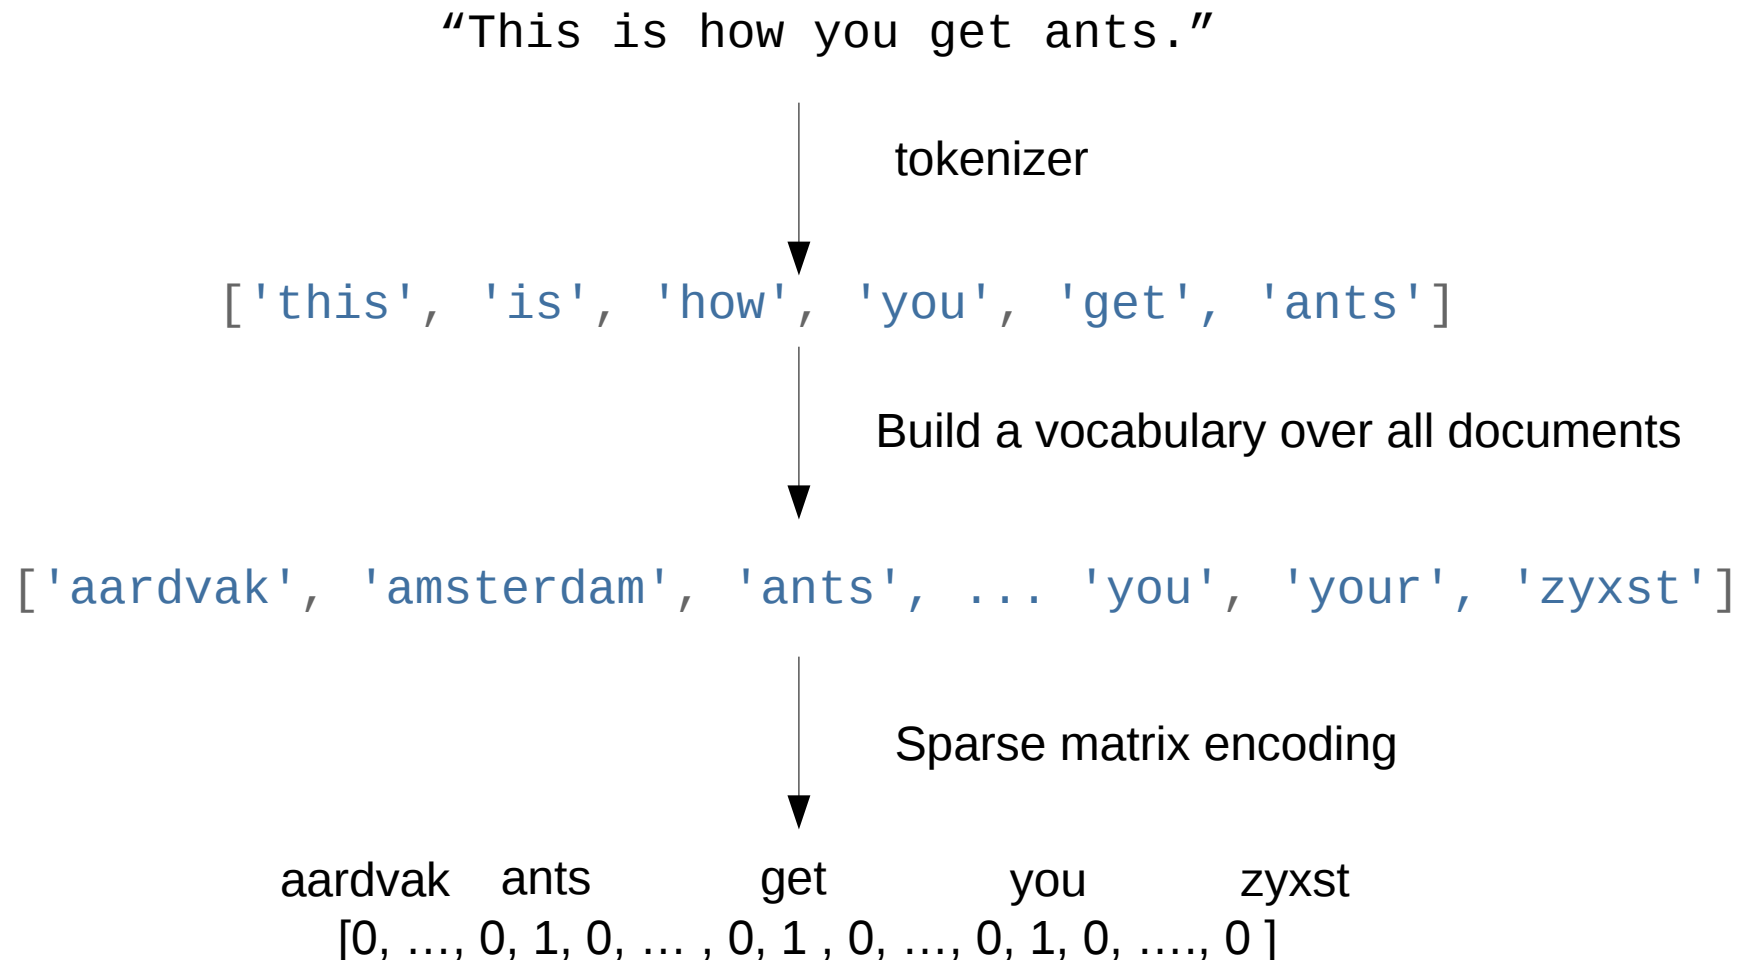 “This is how you get ants.”
tokenizer
['this', 'is', 'how', 'you', 'get', 'ants']
Build a vocabulary over all documents
['aardvak', 'amsterdam', 'ants', ... 'you', 'your', 'zyxst']
Sparse matrix encoding
aardvak ants get you zyxst
[0, …, 0, 1, 0, … , 0, 1 , 0, …, 0, 1, 0, …., 0 ]